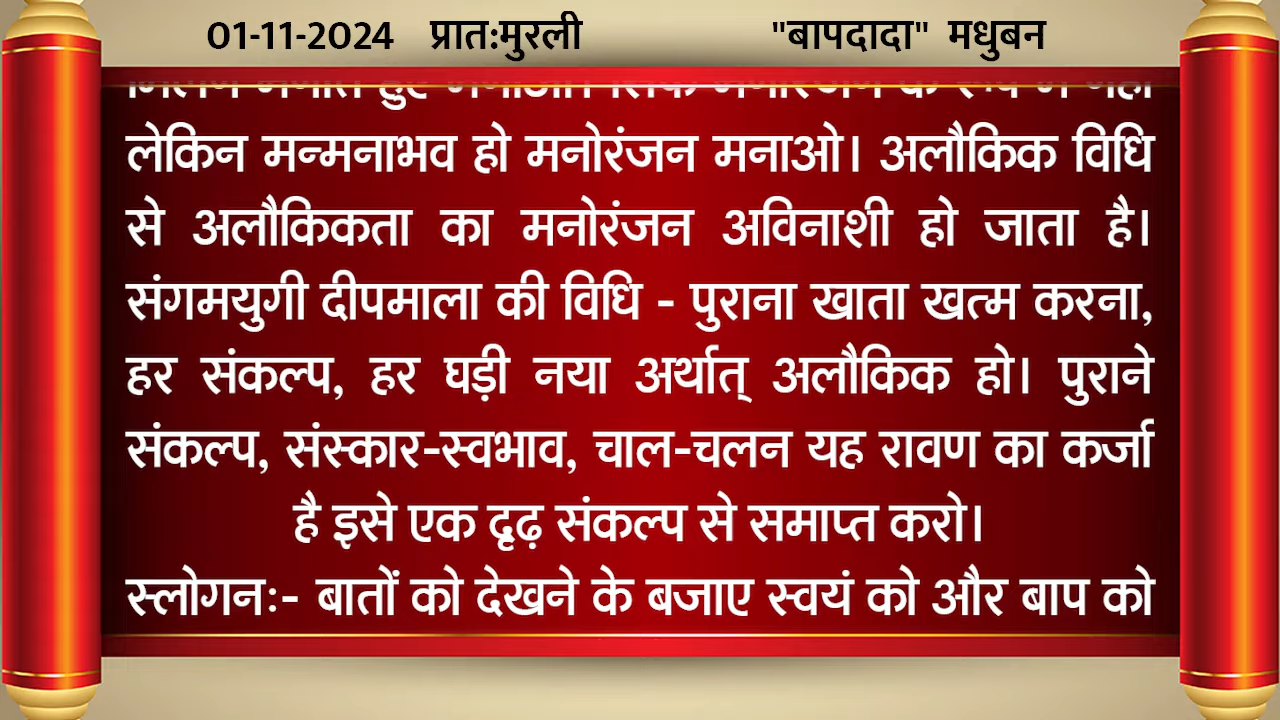 01-11-2024 प्रात:मुरली "बापदादा" मधुबन
लेकिन मन्मनाभव हो मनोरंजन मनाओ। अलौकिक विधि
से अलौकिकता का मनोरंजन अविनाशी हो जाता है।
संगमयुगी दीपमाला की विधि - पुराना खाता खत्म करना,
हर संकल्प, हर घड़ी नया अर्थात् अलौकिक हो। पुराने
संकल्प, संस्कार-स्वभाव, चाल-चलन यह रावण का कर्जा
है इसे एक दृढ़ संकल्प से समाप्त करो।
स्लोगनः- बातों को देखने के बजाए स्वयं को और बाप को